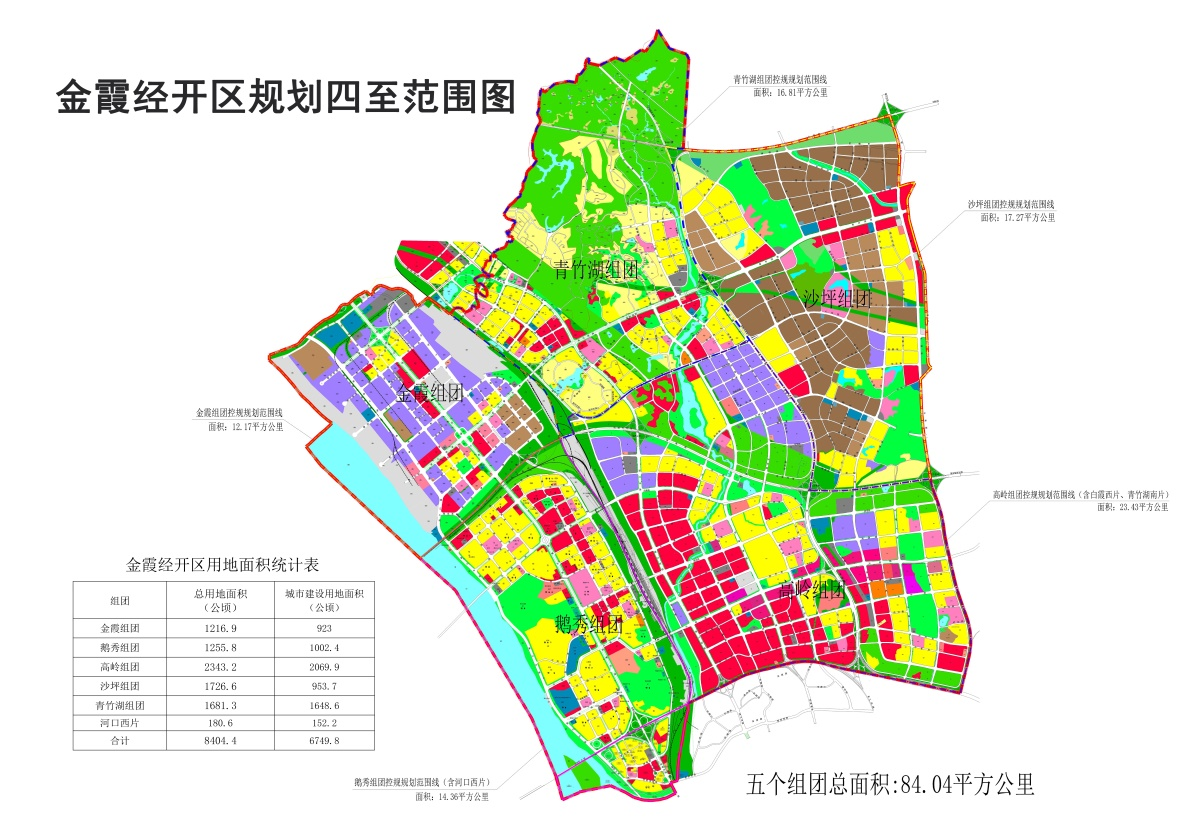 金霞经开区规划四至范围图
青竹湖组团控规规划范围线
面积：16.81平方公里
沙坪组团控规规划范围线
面积：17.27平方公里
青竹湖组团
沙坪组团
金霞组团
金霞组团控规规划范围线
面积：12.17平方公里
高岭组团控规规划范围线（含白霞西片、青竹湖南片）
面积：23.43平方公里
高岭组团
鹅秀组团
金霞经开区用地面积统计表
组团 总用地面积（公顷） 城市建设用地面积（公顷）
金霞组团 1216.9 923
鹅秀组团 1255.8 1002.4
高岭组团 2343.2 2069.9
沙坪组团 1726.6 953.7
青竹湖组团 1681.3 1648.6
河口西片 180.6 152.2
合计 8404.4 6749.8
鹅秀组团控规规划范围线（含河口西片）
面积：14.36平方公里
五个组团总面积:84.04平方公里